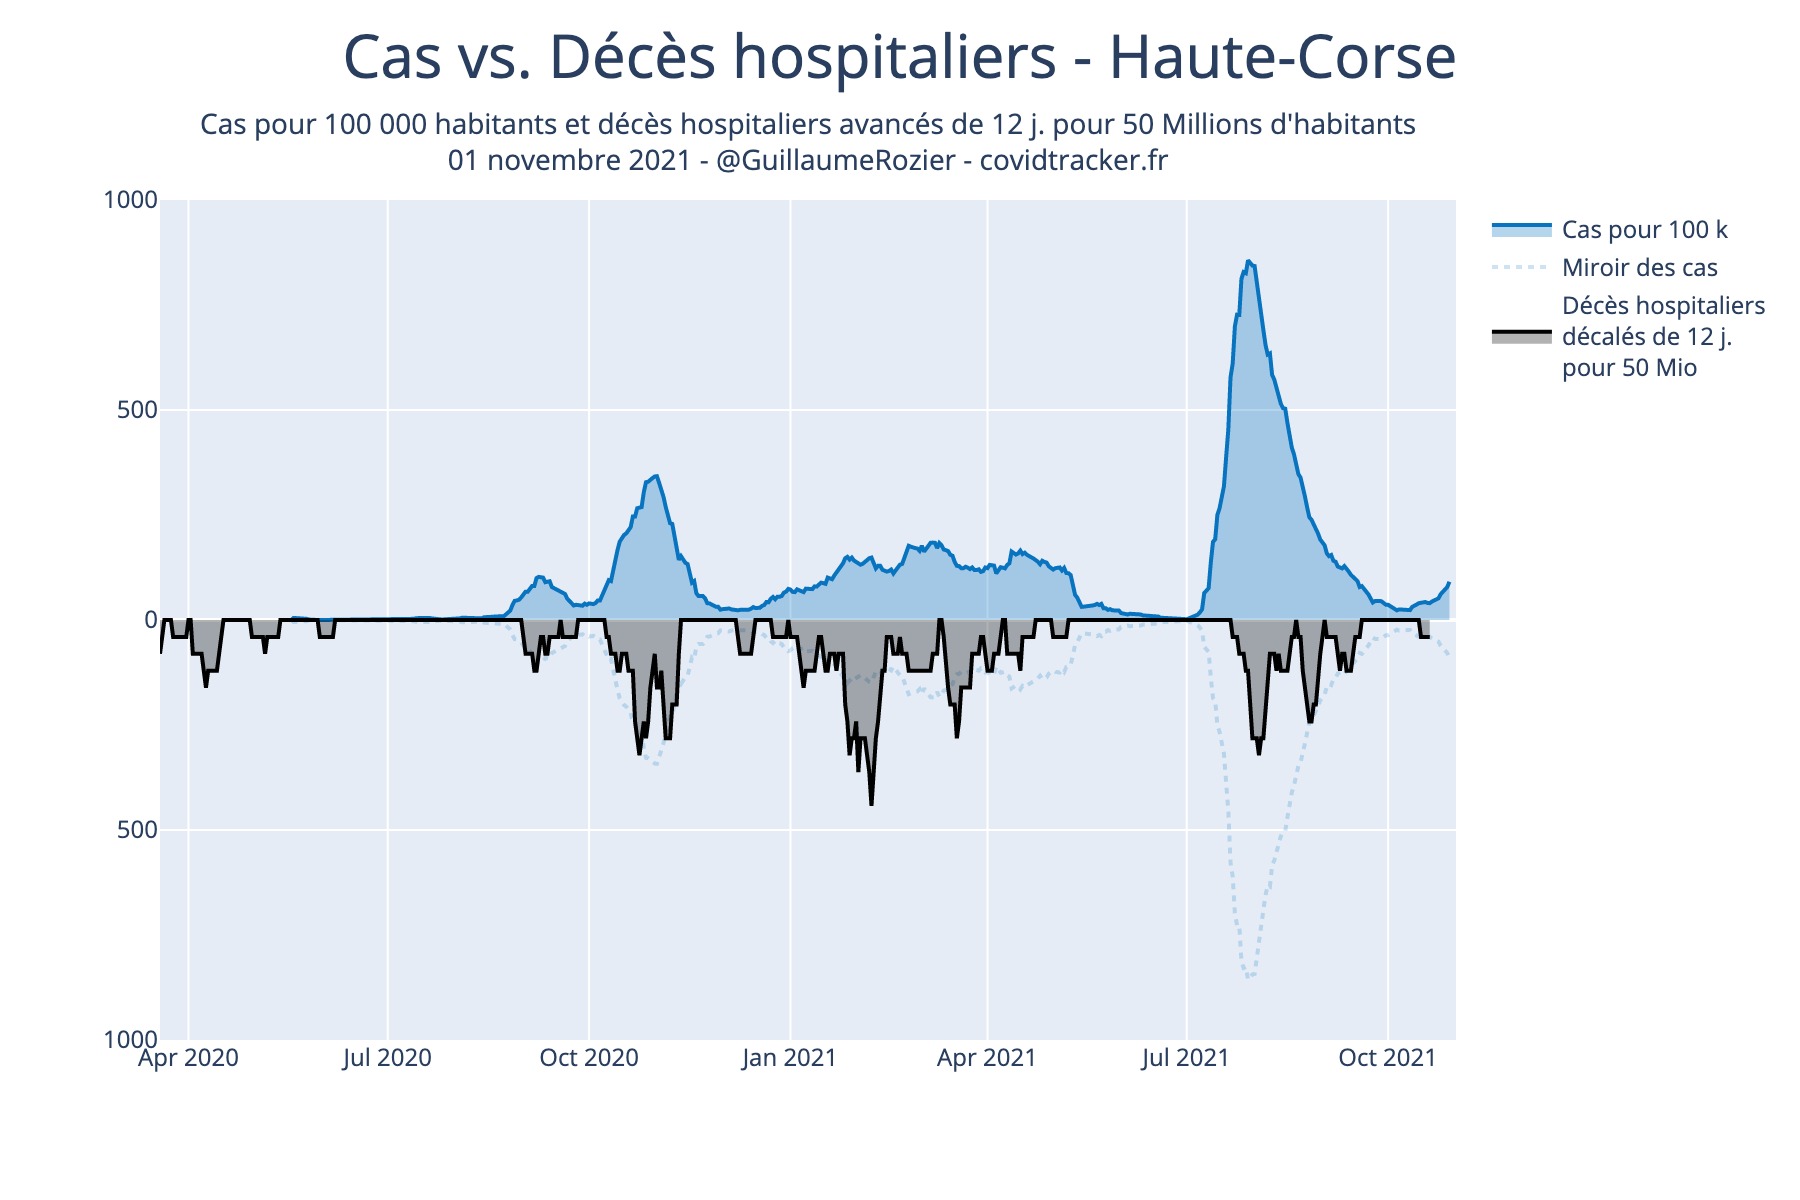 Cas vs. Décès hospitaliers - Haute-Corse
Cas pour 100 000 habitants et décès hospitaliers avancés de 12 j. pour 50 Millions d'habitants
01 novembre 2021 - @GuillaumeRozier - covidtracker.fr
1000
500
0
500
1000
Apr 2020
Jul 2020
Oct 2020
Jan 2021
Apr 2021
Jul 2021
Oct 2021
Cas pour 100 k
Miroir des cas
Décès hospitaliers
décalés de 12 j.
pour 50 Mio